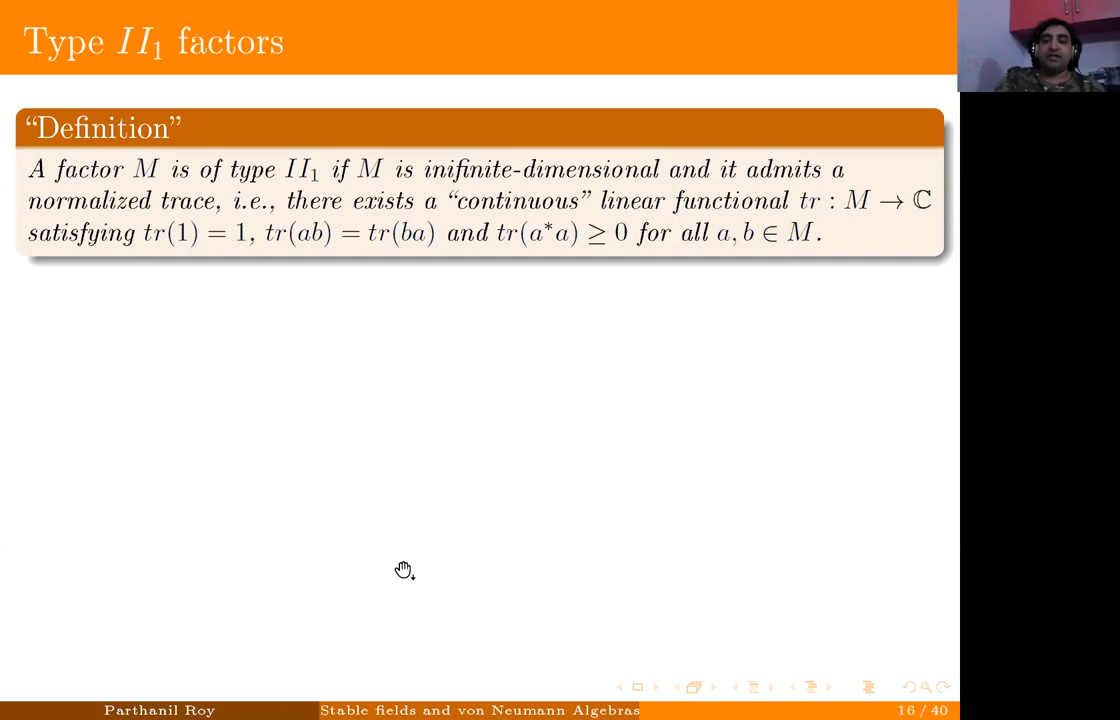 Type II₁ factors
“Definition”
A factor M is of type II₁ if M is inifinite-dimensional and it admits a
normalized trace, i.e., there exists a “continuous” linear functional tr : M → ℂ
satisfying tr(1) = 1, tr(ab) = tr(ba) and tr(a*a) ≥ 0 for all a, b ∈ M.
Parthanil Roy
Stable fields and von Neumann Algebras
16 / 40